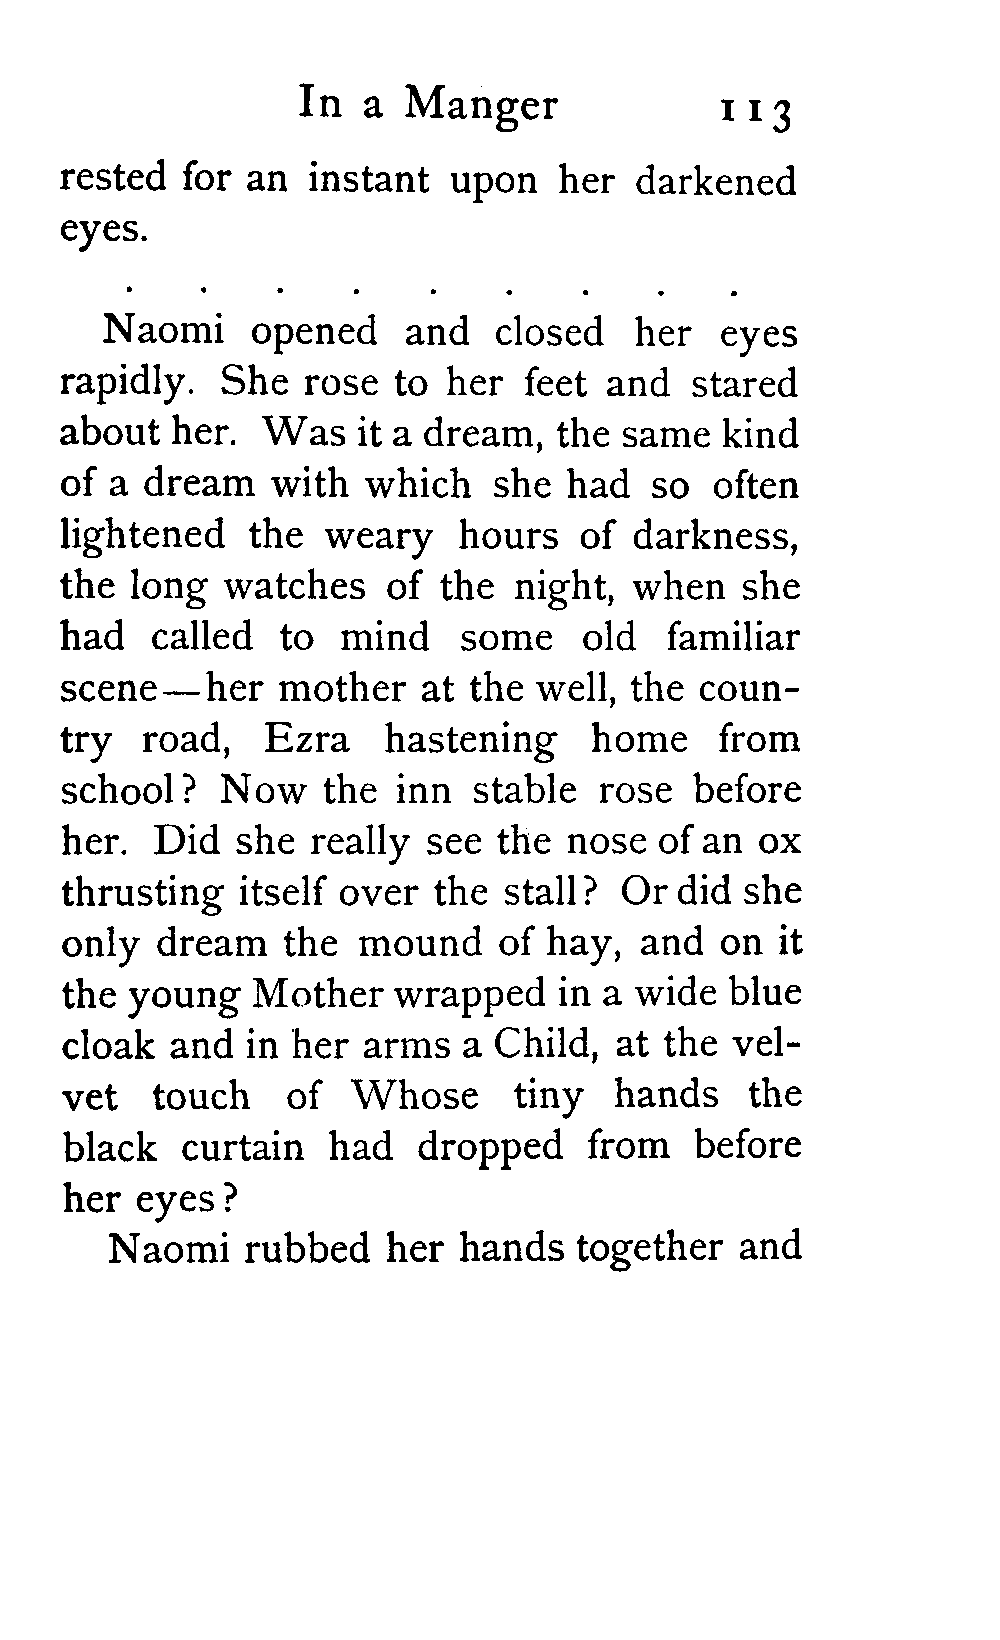 In a Manger 113
rested for an instant upon her darkened
eyes.
. . . . . . . . .
Naomi opened and closed her eyes
rapidly. She rose to her feet and stared
about her. Was it a dream, the same kind
of a dream with which she had so often
lightened the weary hours of darkness,
the long watches of the night, when she
had called to mind some old familiar
scene—her mother at the well, the coun-
try road, Ezra hastening home from
school? Now the inn stable rose before
her. Did she really see the nose of an ox
thrusting itself over the stall? Or did she
only dream the mound of hay, and on it
the young Mother wrapped in a wide blue
cloak and in her arms a Child, at the vel-
vet touch of Whose tiny hands the
black curtain had dropped from before
her eyes?
Naomi rubbed her hands together and